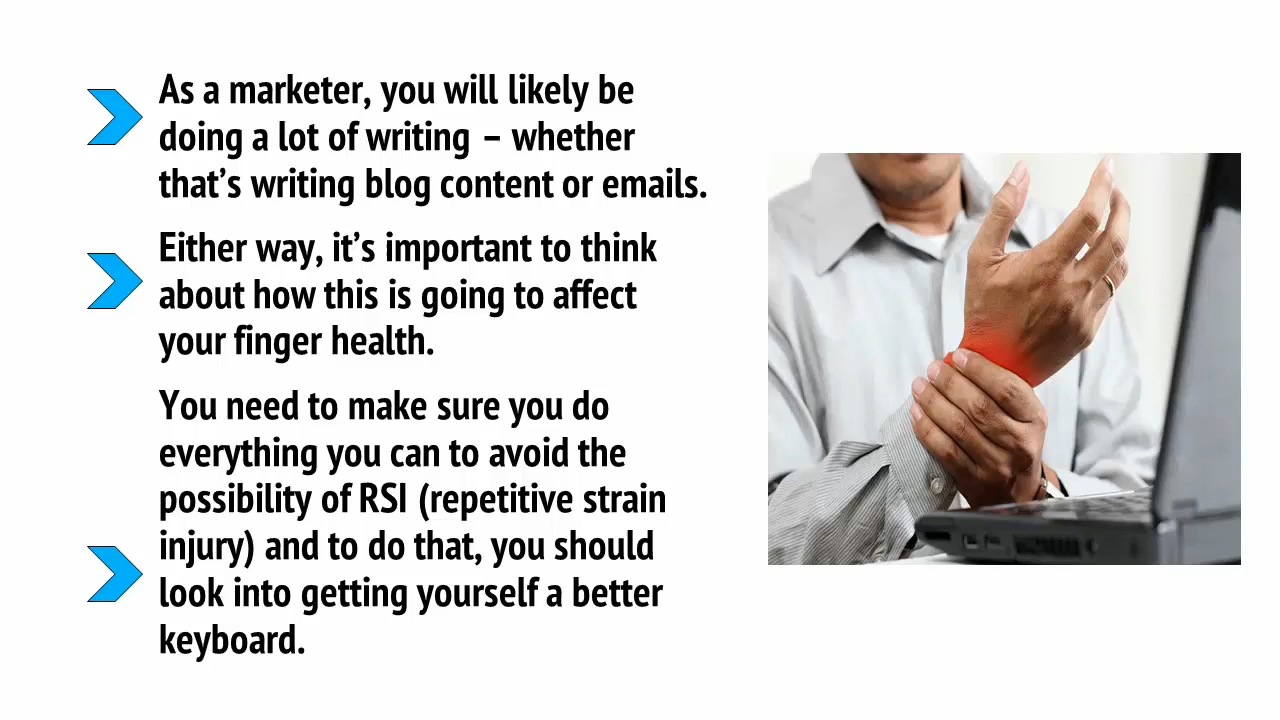 As a marketer, you will likely be
doing a lot of writing – whether
that’s writing blog content or emails.
Either way, it’s important to think
about how this is going to affect
your finger health.
You need to make sure you do
everything you can to avoid the
possibility of RSI (repetitive strain
injury) and to do that, you should
look into getting yourself a better
keyboard.